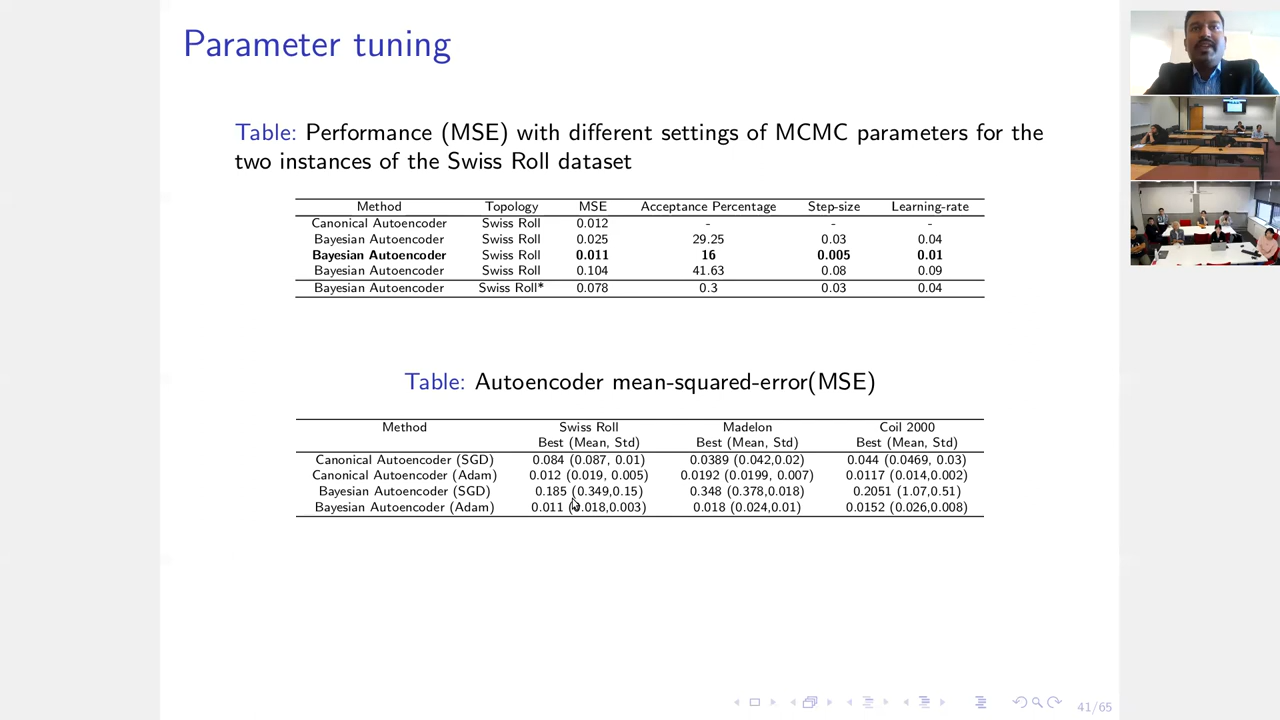 Parameter tuning
Table: Performance (MSE) with different settings of MCMC parameters for the
two instances of the Swiss Roll dataset
Method Topology MSE Acceptance Percentage Step-size Learning-rate
Canonical Autoencoder Swiss Roll 0.012 - - -
Bayesian Autoencoder Swiss Roll 0.025 29.25 0.03 0.04
Bayesian Autoencoder Swiss Roll 0.011 16 0.005 0.01
Bayesian Autoencoder Swiss Roll 0.104 41.63 0.08 0.09
Bayesian Autoencoder Swiss Roll* 0.078 0.3 0.03 0.04
Table: Autoencoder mean-squared-error(MSE)
Method Swiss Roll Madelon Coil 2000
Best (Mean, Std) Best (Mean, Std) Best (Mean, Std)
Canonical Autoencoder (SGD) 0.084 (0.087, 0.01) 0.0389 (0.042,0.02) 0.044 (0.0469, 0.03)
Canonical Autoencoder (Adam) 0.012 (0.019, 0.005) 0.0192 (0.0199, 0.007) 0.0117 (0.014,0.002)
Bayesian Autoencoder (SGD) 0.185 (0.349,0.15) 0.348 (0.378,0.018) 0.2051 (1.07,0.51)
Bayesian Autoencoder (Adam) 0.011 (0.018,0.003) 0.018 (0.024,0.01) 0.0152 (0.026,0.008)
41/65